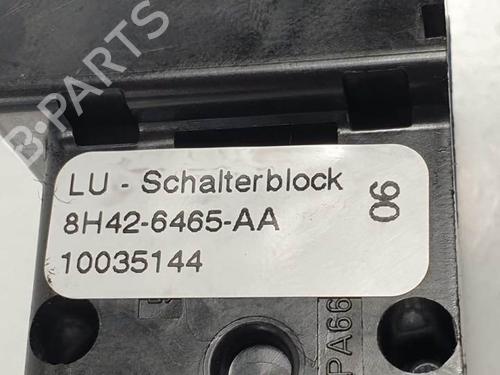 B-PARTS
LU - Schalterblock
8H42-6465-AA
10035144
06
PA66